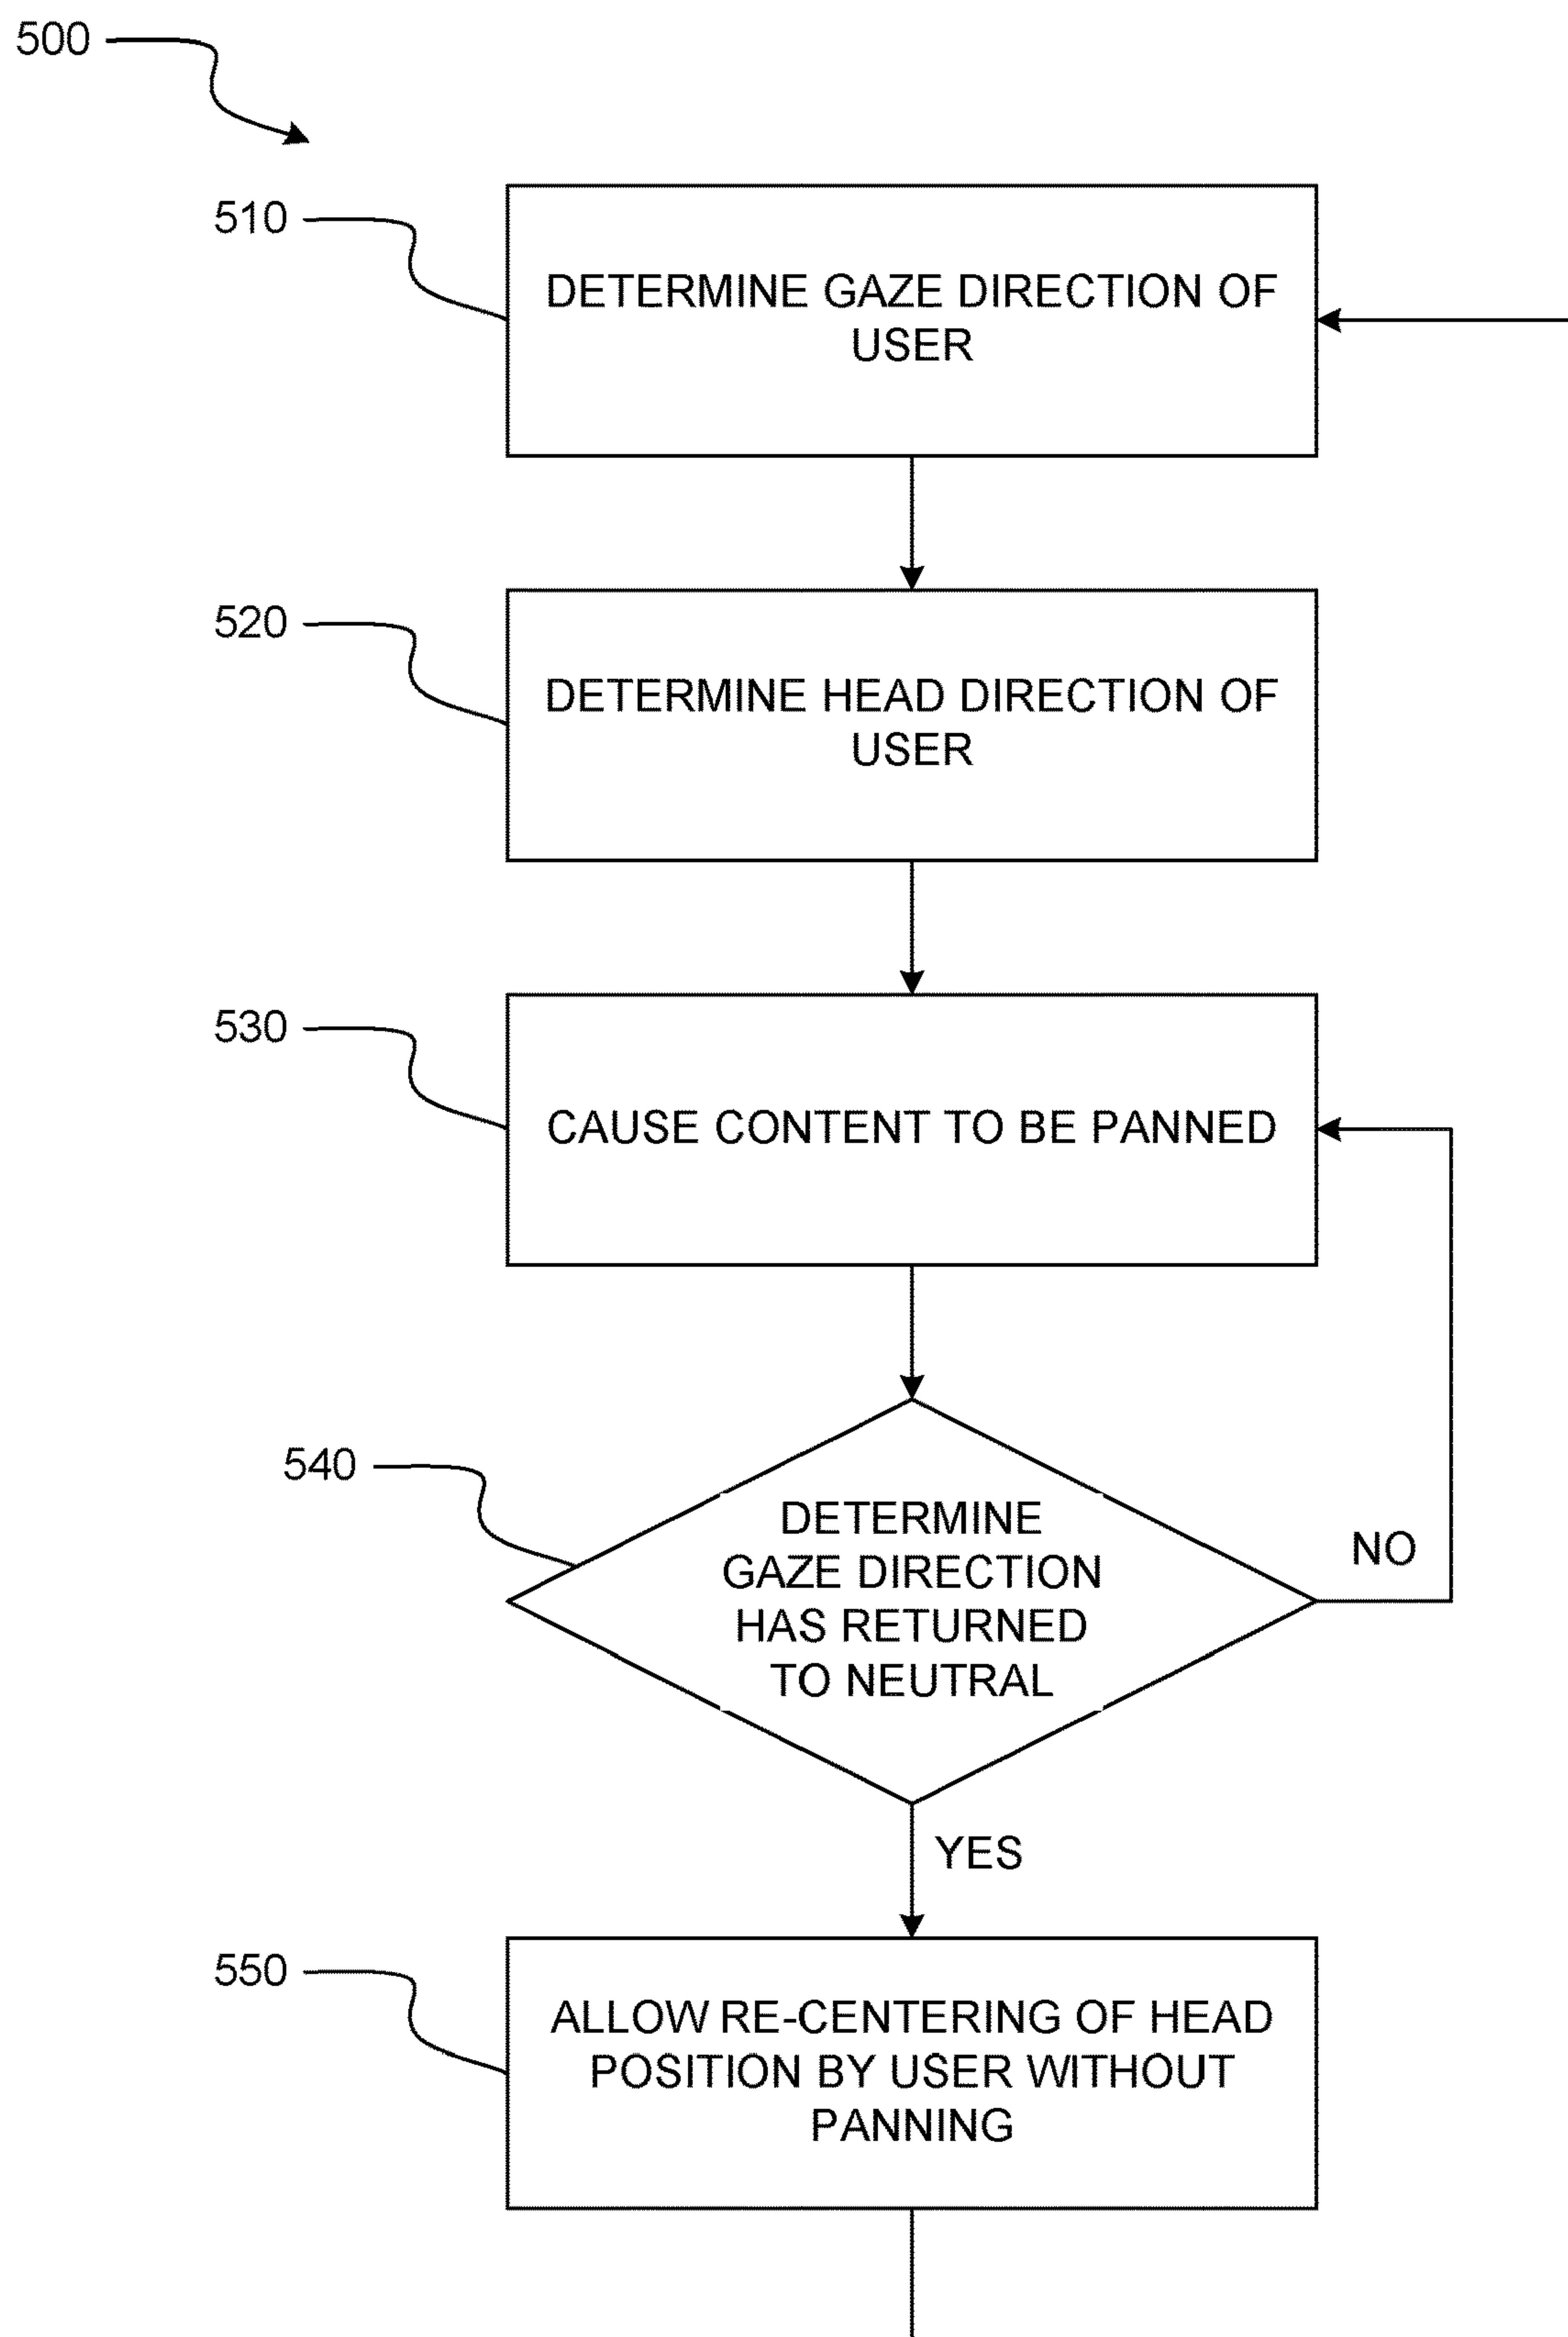 500
510
DETERMINE GAZE DIRECTION OF
USER
520
DETERMINE HEAD DIRECTION OF
USER
530
CAUSE CONTENT TO BE PANNED
540
DETERMINE
GAZE DIRECTION
HAS RETURNED
TO NEUTRAL
NO
YES
550
ALLOW RE-CENTERING OF HEAD
POSITION BY USER WITHOUT
PANNING